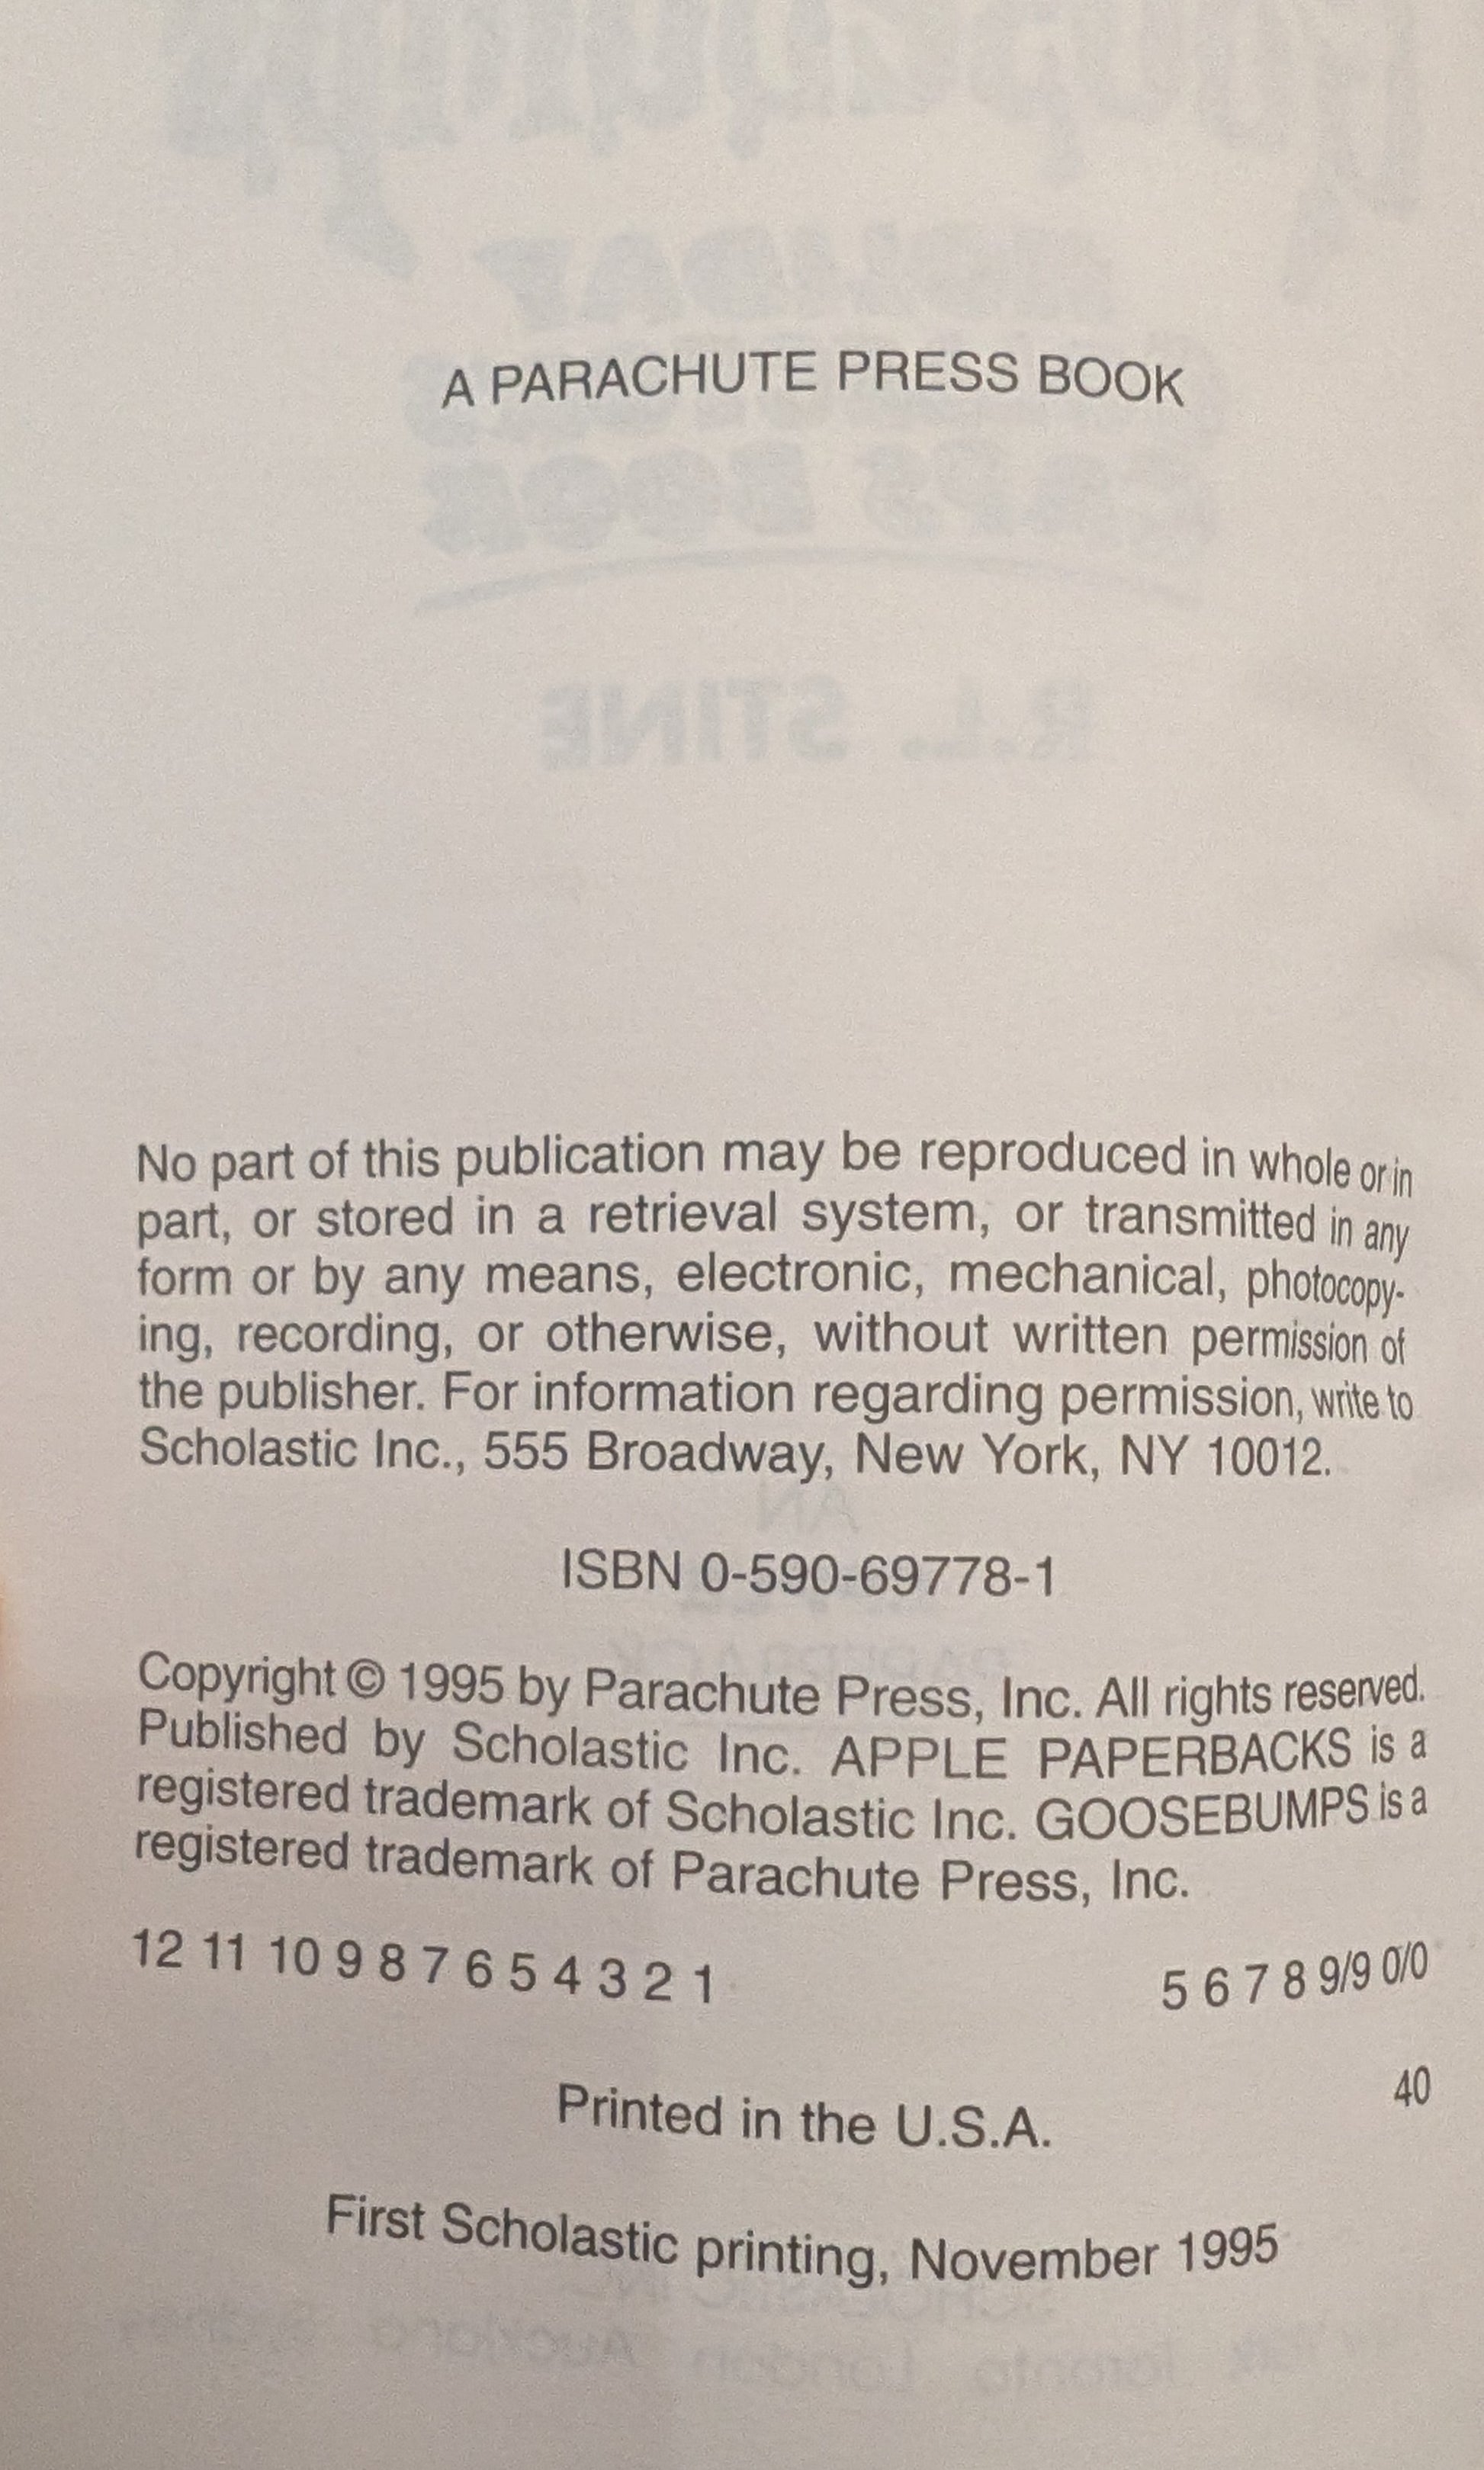 A PARACHUTE PRESS BOOK
R.L. STINE
No part of this publication may be reproduced in whole or in
part, or stored in a retrieval system, or transmitted in any
form or by any means, electronic, mechanical, photocopy-
ing, recording, or otherwise, without written permission of
the publisher. For information regarding permission, write to
Scholastic Inc., 555 Broadway, New York, NY 10012.
AN
ISBN 0-590-69778-1
Copyright © 1995 by Parachute Press, Inc. All rights reserved.
Published by Scholastic Inc. APPLE PAPERBACKS is a
registered trademark of Scholastic Inc. GOOSEBUMPS is a
registered trademark of Parachute Press, Inc.
12 11 10 9 8 7 6 5 4 3 2 1 5 6 7 8 9/9 0/0
40
Printed in the U.S.A.
First Scholastic printing, November 1995
Toronto London Auckland Sydney